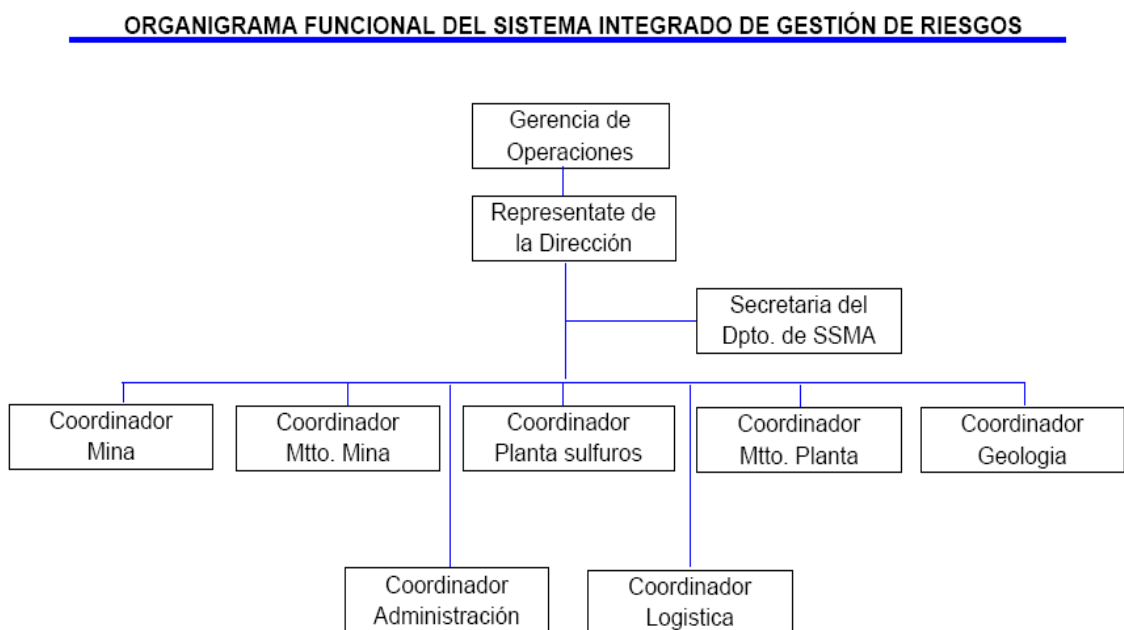 ORGANIGRAMA FUNCIONAL DEL SISTEMA INTEGRADO DE GESTIÓN DE RIESGOS
Gerencia de
Operaciones
Representate de
la Dirección
Secretaria del
Dpto. de SSMA
Coordinador
Mina
Coordinador
Mtto. Mina
Coordinador
Planta sulfuros
Coordinador
Mtto. Planta
Coordinador
Geologia
Coordinador
Administración
Coordinador
Logistica